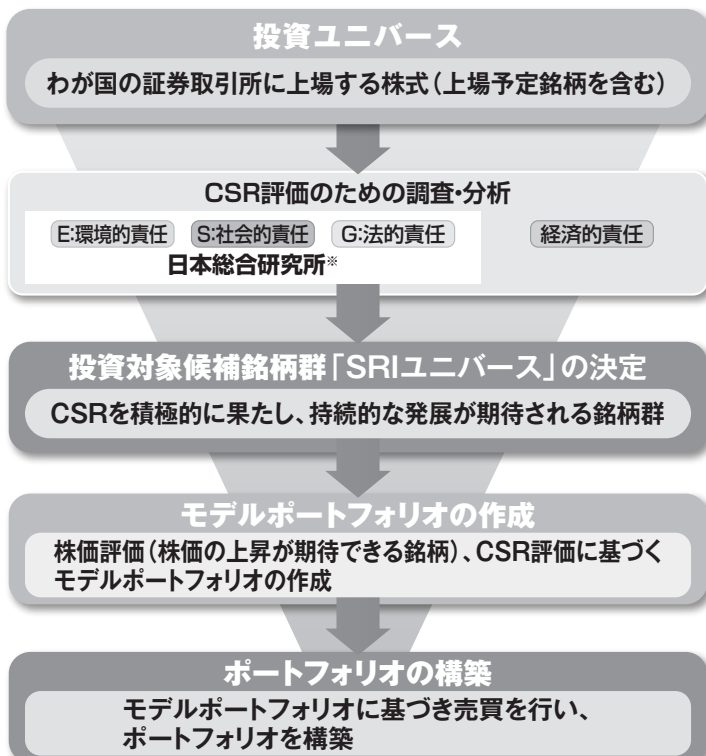 投資ユニバース
わが国の証券取引所に上場する株式(上場予定銘柄を含む)
CSR評価のための調査・分析
E:環境的責任 S:社会的責任 G:法的責任 経済的責任
日本総合研究所※
投資対象候補銘柄群「SRIユニバース」の決定
CSRを積極的に果たし、持続的な発展が期待される銘柄群
モデルポートフォリオの作成
株価評価(株価の上昇が期待できる銘柄)、CSR評価に基づく
モデルポートフォリオの作成
ポートフォリオの構築
モデルポートフォリオに基づき売買を行い、
ポートフォリオを構築